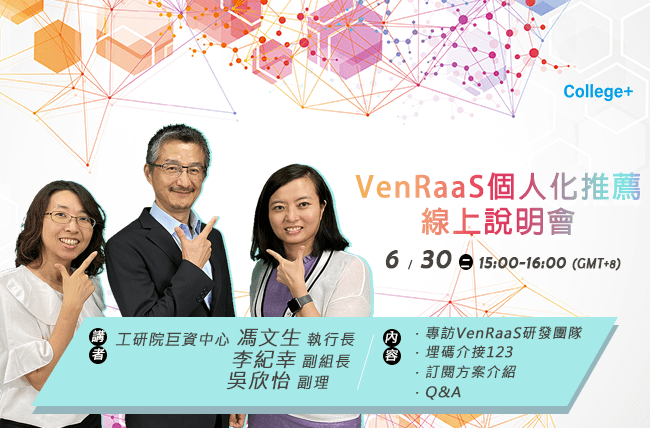 College+
VenRaaS個人化推薦
線上說明會
6 / 30 二 15:00-16:00 (GMT+8)
講者
工研院巨資中心 馮文生 執行長
李紀幸 副組長
吳欣怡 副理
內容
· 專訪VenRaaS研發團隊
· 埋碼介接123
· 訂閱方案介紹
· Q&A